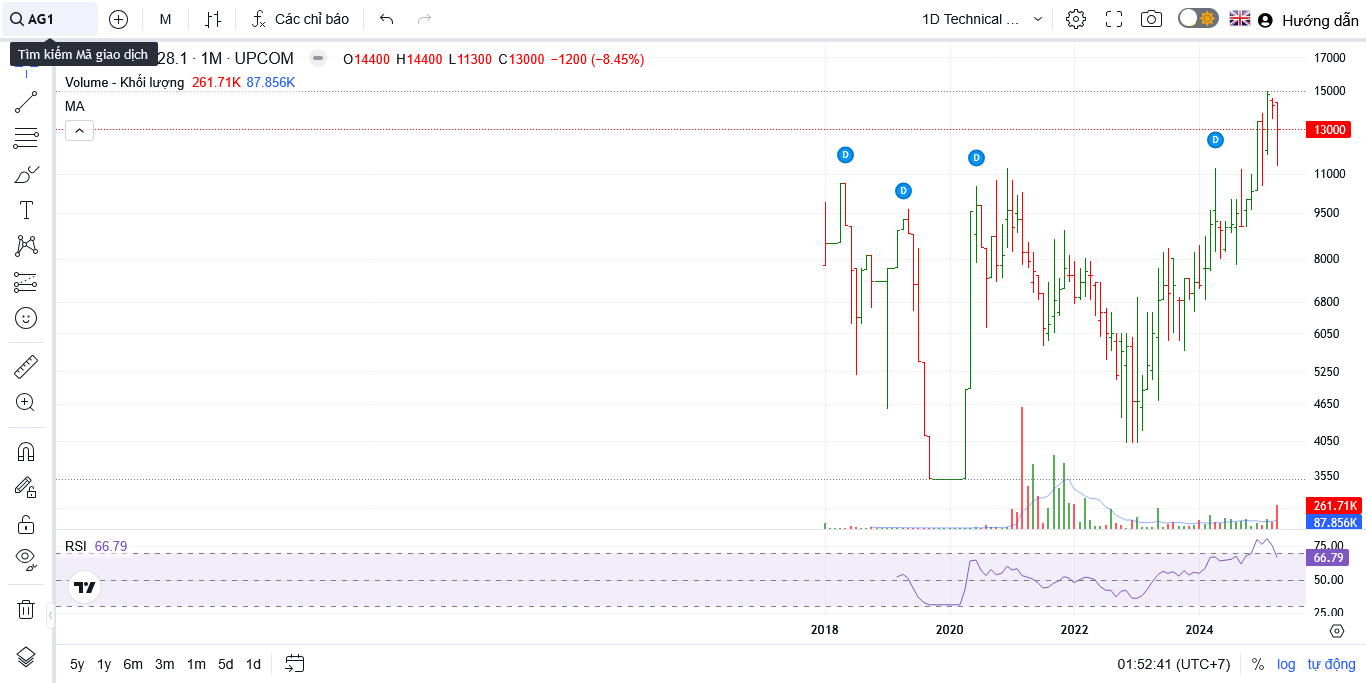 AG1
M
Các chỉ báo
1D Technical ...
Hướng dẫn
Tìm kiếm Mã giao dịch
28.1 · 1M · UPCOM
O14400 H14400 L11300 C13000 −1200 (−8.45%)
Volume - Khối lượng 261.71K 87.856K
MA
D
D
D
D
17000
15000
13000
11000
9500
8000
6800
6050
5250
4650
4050
3550
261.71K
87.856K
RSI 66.79
75.00
66.79
50.00
25.00
2018
2020
2022
2024
5y
1y
6m
3m
1m
5d
1d
01:52:41 (UTC+7)
%
log
tự động